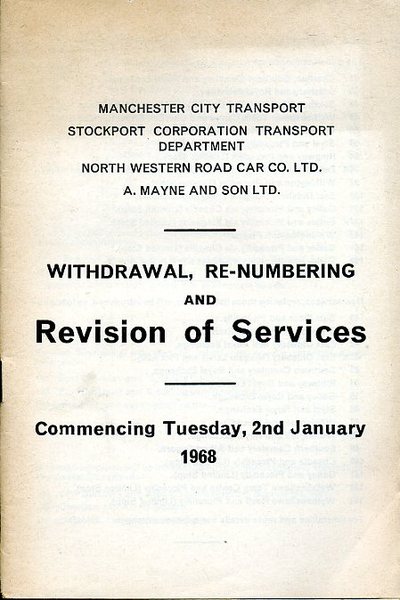 MANCHESTER CITY TRANSPORT
STOCKPORT CORPORATION TRANSPORT
DEPARTMENT
NORTH WESTERN ROAD CAR CO. LTD.
A. MAYNE AND SON LTD.
WITHDRAWAL, RE-NUMBERING
AND
Revision of Services
Commencing Tuesday, 2nd January
1968